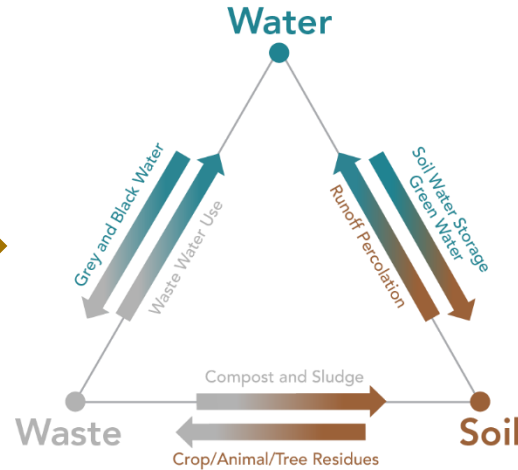 Water
Grey and Black Water
Waste Water Use
Soil Water Storage
Green Water
Runoff Percolation
Compost and Sludge
Waste
Soil
Crop/Animal/Tree Residues